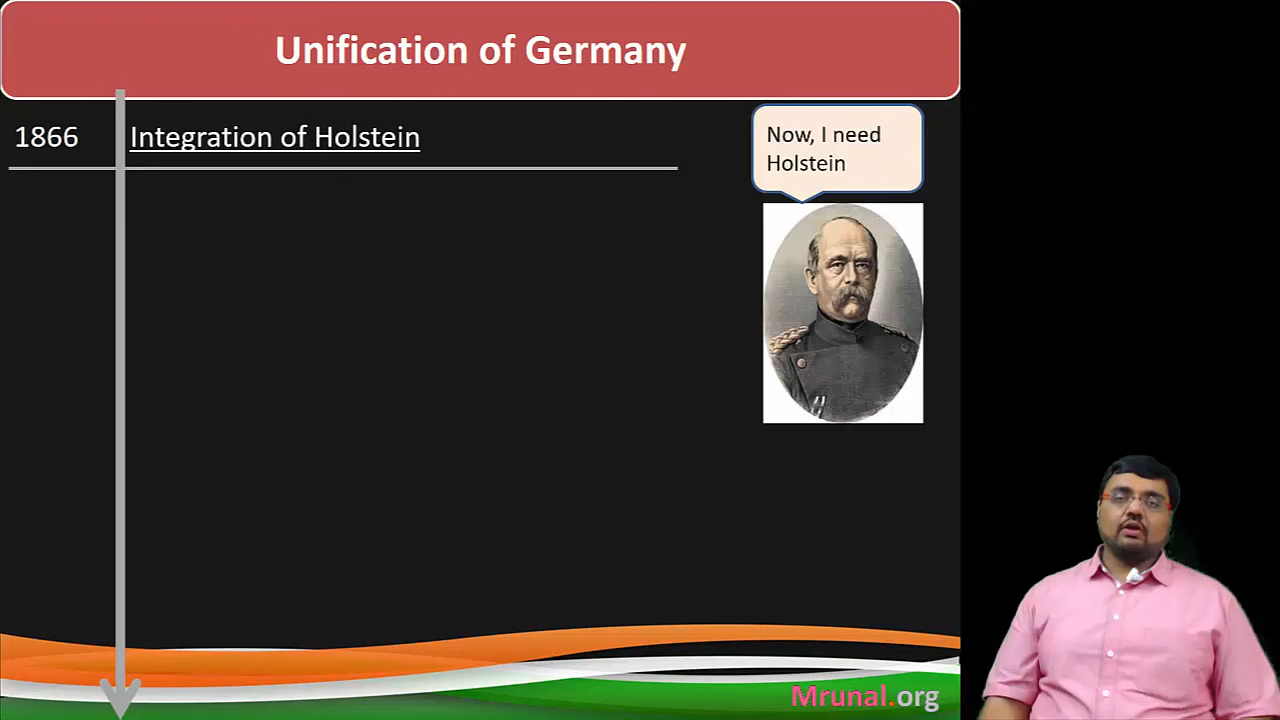 Unification of Germany
1866 Integration of Holstein
Now, I need
Holstein
Mrunal.org